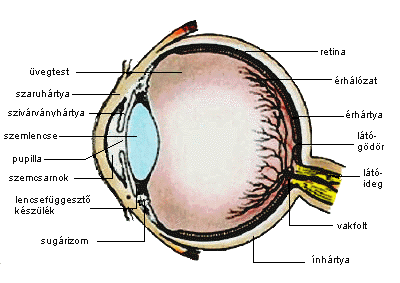 üvegtest
szaruhártya
szivárványhártya
szemlencse
pupilla
szemcsarnok
lencsefüggesztő
készülék
sugárizom
retina
érhálózat
érhártya
látó-
gödör
látó-
ideg
vakfolt
ínhártya